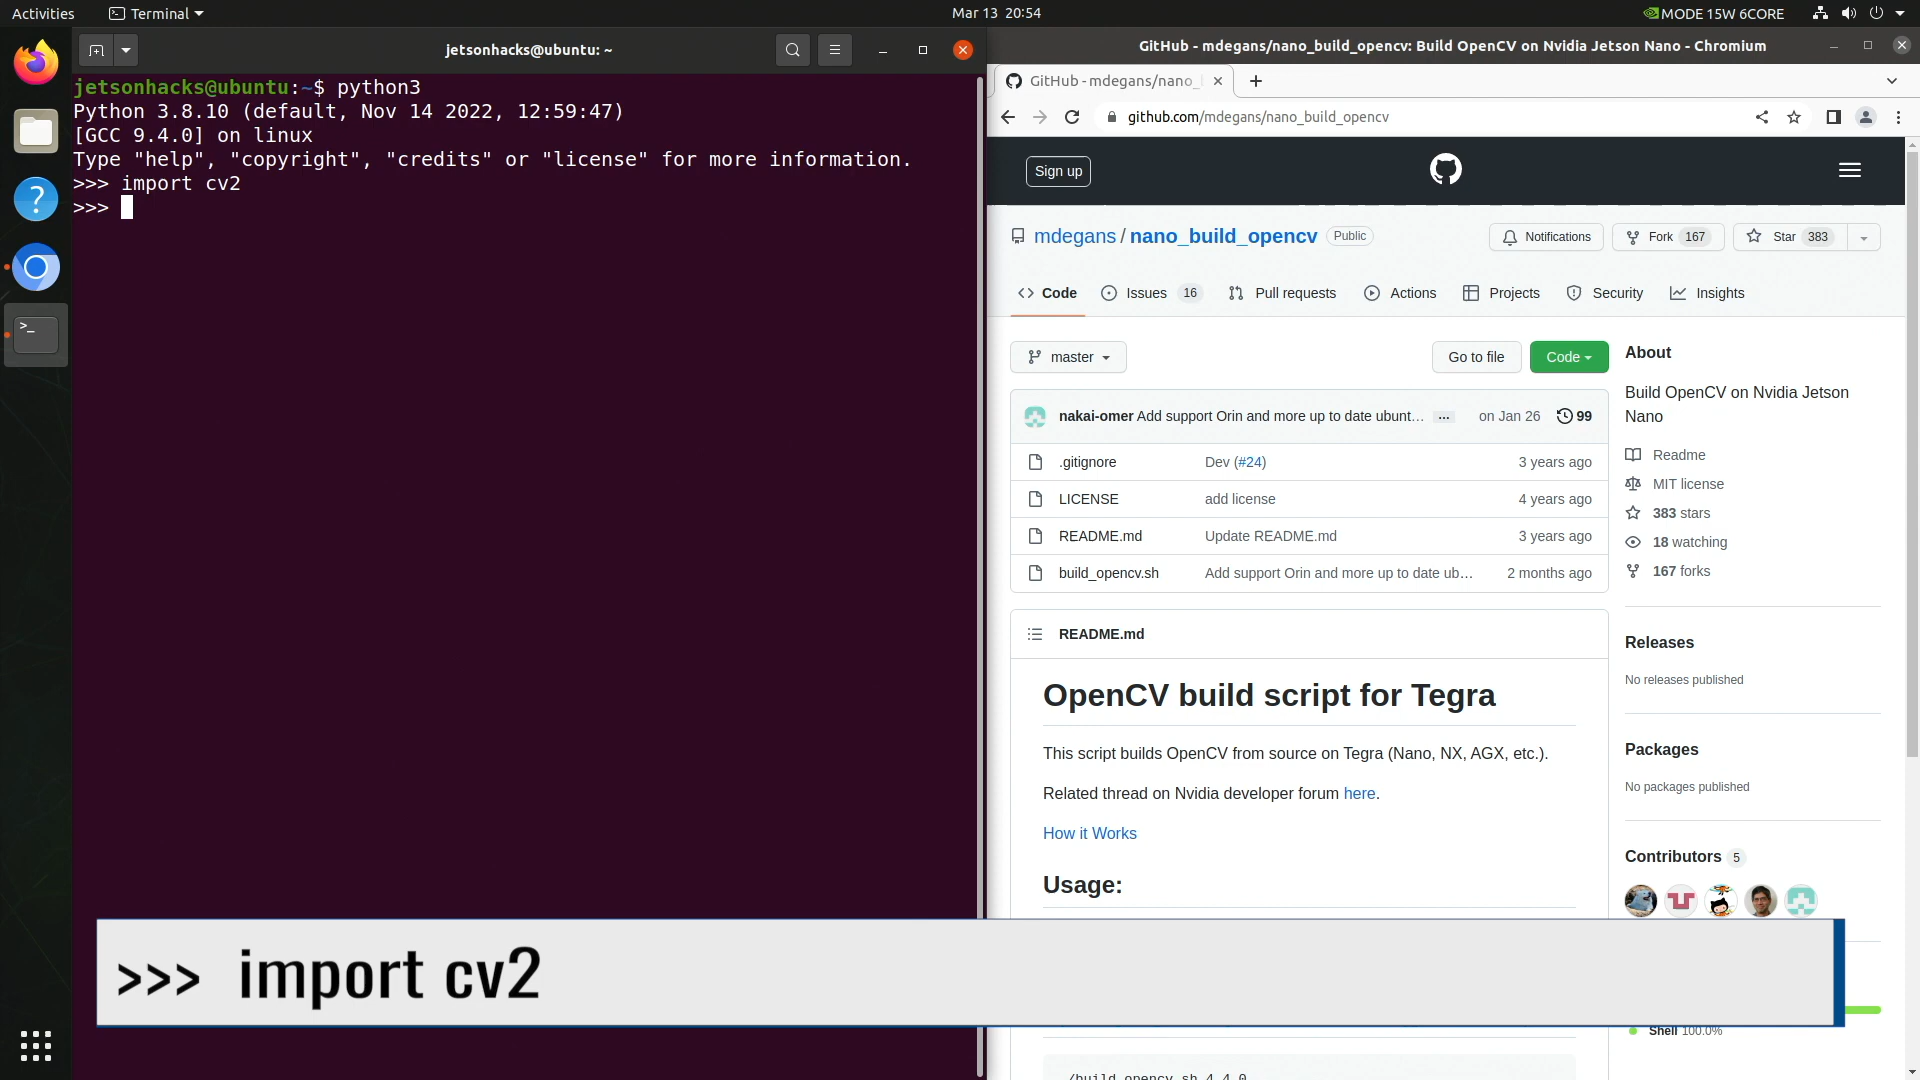 Activities
Terminal
Mar 13 20:54
MODE 15W 6CORE
jetsonhacks@ubuntu: ~
jetsonhacks@ubuntu:~$ python3
Python 3.8.10 (default, Nov 14 2022, 12:59:47)
[GCC 9.4.0] on linux
Type "help", "copyright", "credits" or "license" for more information.
>>> import cv2
>>>
GitHub - mdegans/nano_build_opencv: Build OpenCV on Nvidia Jetson Nano - Chromium
GitHub - mdegans/nano_
github.com/mdegans/nano_build_opencv
Sign up
mdegans / nano_build_opencv Public
Notifications
Fork 167
Star 383
Code
Issues 16
Pull requests
Actions
Projects
Security
Insights
master
Go to file
Code
nakai-omer Add support Orin and more up to date ubunt… ... on Jan 26 99
.gitignore Dev (#24) 3 years ago
LICENSE add license 4 years ago
README.md Update README.md 3 years ago
build_opencv.sh Add support Orin and more up to date ub… 2 months ago
README.md
OpenCV build script for Tegra
This script builds OpenCV from source on Tegra (Nano, NX, AGX, etc.).
Related thread on Nvidia developer forum here.
How it Works
Usage:
About
Build OpenCV on Nvidia Jetson
Nano
Readme
MIT license
383 stars
18 watching
167 forks
Releases
No releases published
Packages
No packages published
Contributors 5
Shell 100.0%
>>> import cv2